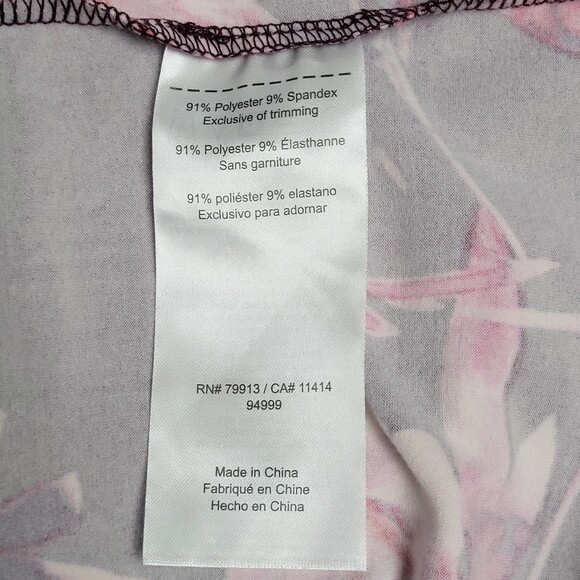 91% Polyester 9% Spandex
Exclusive of trimming
91% Polyester 9% Élasthanne
Sans garniture
91% poliéster 9% elastano
Exclusivo para adornar
RN# 79913 / CA# 11414
94999
Made in China
Fabriqué en Chine
Hecho en China